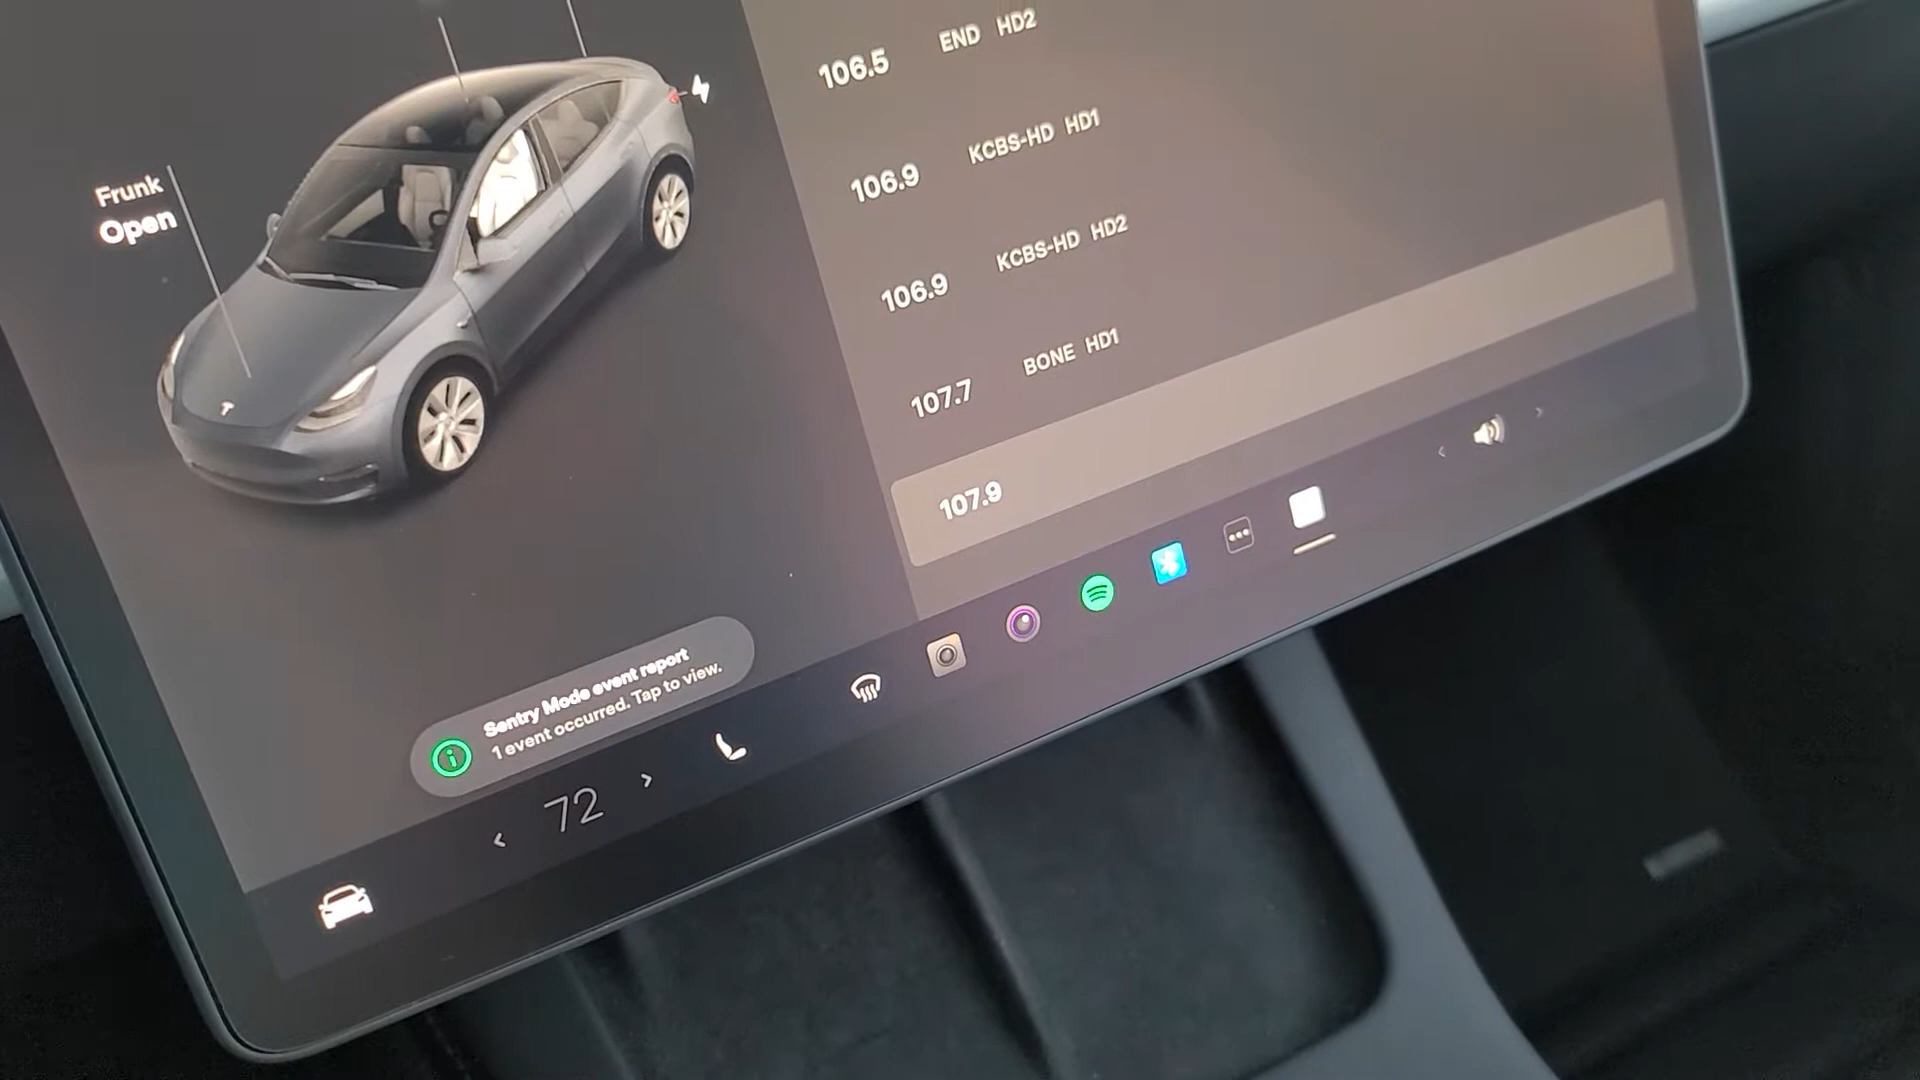 Frunk
Open
106.5 END HD2
106.9 KCBS-HD HD1
106.9 KCBS-HD HD2
107.7 BONE HD1
107.9
Sentry Mode event report
1 event occurred. Tap to view.
72